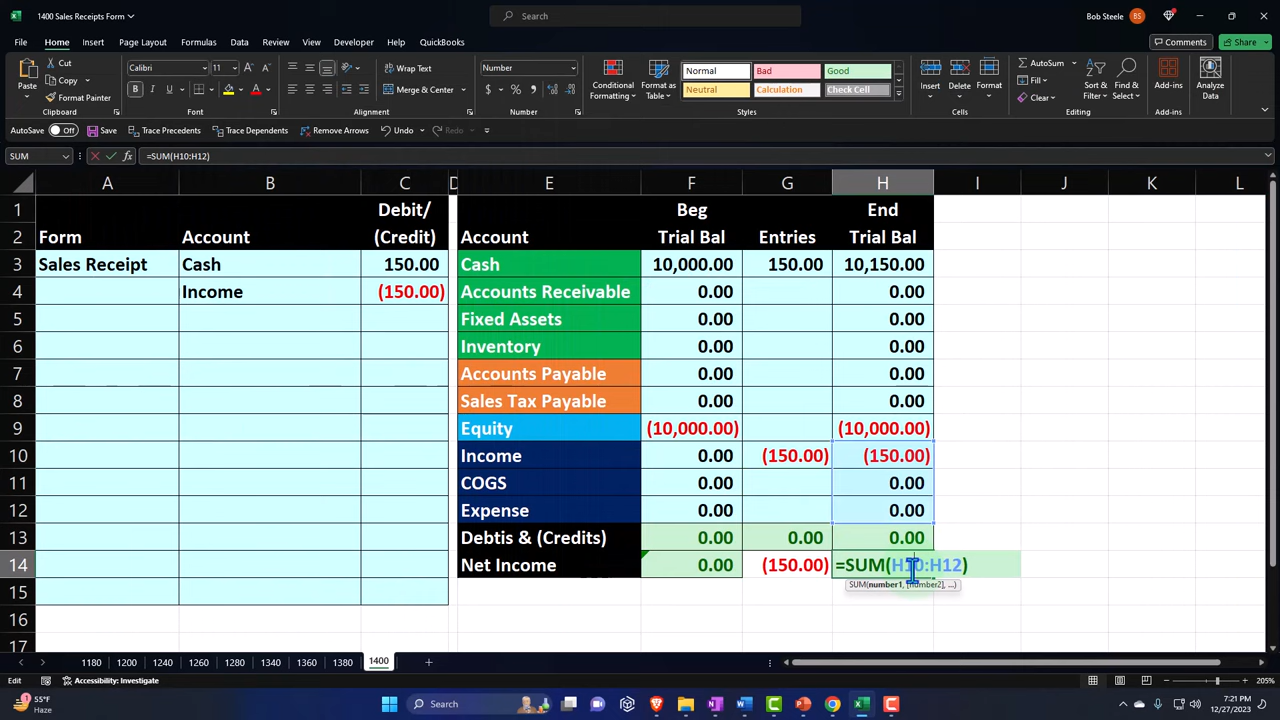 1400 Sales Receipts Form
Search
Bob Steele BS
File Home Insert Page Layout Formulas Data Review View Developer Help QuickBooks
Comments Share
Paste
Cut
Copy
Format Painter
Clipboard
Calibri 11
B I U
Font
Wrap Text
Merge & Center
Alignment
Number
$ % ,
Number
Conditional Formatting
Format as Table
Normal Bad Good
Neutral Calculation Check Cell
Styles
Insert Delete Format
Cells
AutoSum
Fill
Clear
Sort & Filter
Find & Select
Editing
Add-ins
Add-ins
Analyze Data
AutoSave Off Save Trace Precedents Trace Dependents Remove Arrows Undo Redo
SUM fx =SUM(H10:H12)
A B C D E F G H I J K L
1 Debit/ Beg End
2 Form Account (Credit) Account Trial Bal Entries Trial Bal
3 Sales Receipt Cash 150.00 Cash 10,000.00 150.00 10,150.00
4 Income (150.00) Accounts Receivable 0.00 0.00
5 Fixed Assets 0.00 0.00
6 Inventory 0.00 0.00
7 Accounts Payable 0.00 0.00
8 Sales Tax Payable 0.00 0.00
9 Equity (10,000.00) (10,000.00)
10 Income 0.00 (150.00) (150.00)
11 COGS 0.00 0.00
12 Expense 0.00 0.00
13 Debtis & (Credits) 0.00 0.00 0.00
14 Net Income 0.00 (150.00) =SUM(H10:H12)
SUM(number1, [number2], ...)
15
16
17
1180 1200 1240 1260 1280 1340 1360 1380 1400
Edit Accessibility: Investigate 205%
55°F
Haze
Search
7:21 PM
12/27/2023